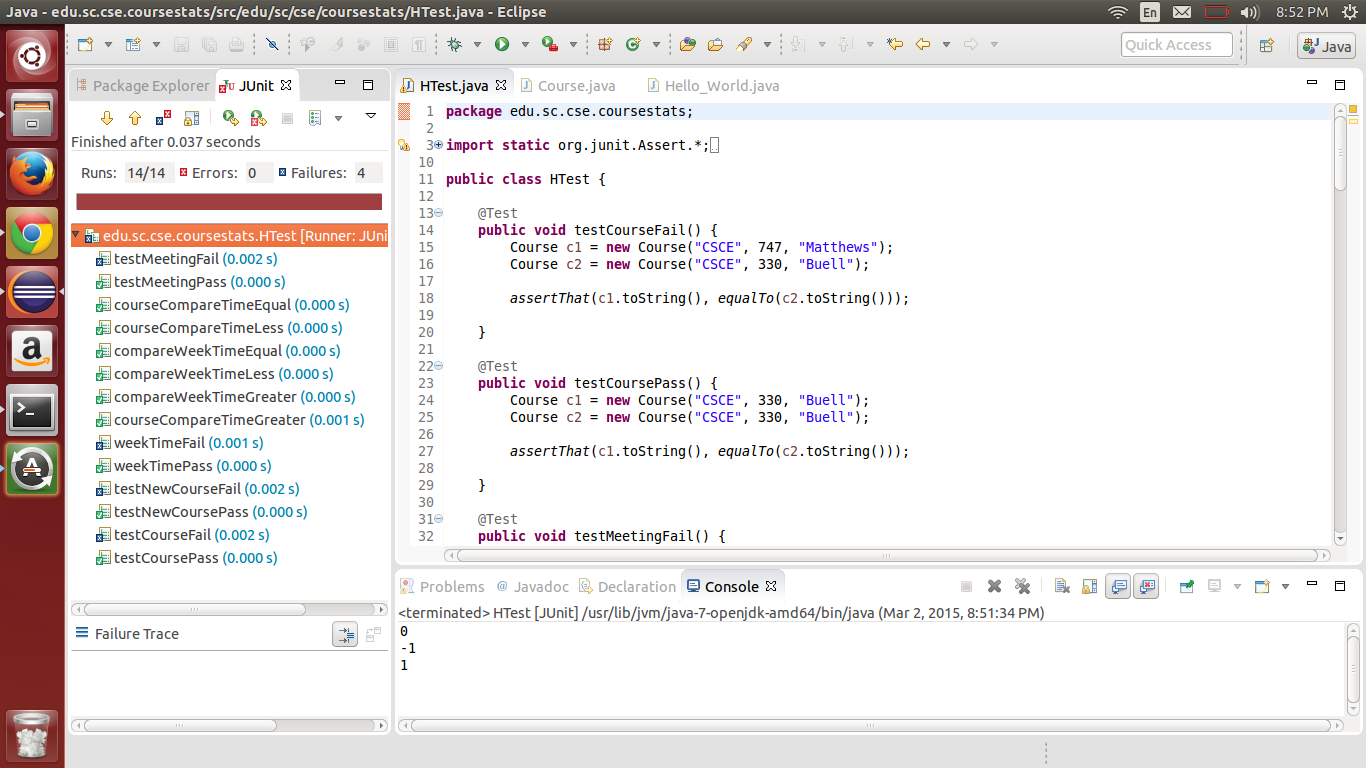 Java - edu.sc.cse.coursestats/src/edu/sc/cse/coursestats/HTest.java - Eclipse
En
8:52 PM
Quick Access
Java
Package Explorer
JUnit
Finished after 0.037 seconds
Runs: 14/14 Errors: 0 Failures: 4
edu.sc.cse.coursestats.HTest [Runner: JUni
testMeetingFail (0.002 s)
testMeetingPass (0.000 s)
courseCompareTimeEqual (0.000 s)
courseCompareTimeLess (0.000 s)
compareWeekTimeEqual (0.000 s)
compareWeekTimeLess (0.000 s)
compareWeekTimeGreater (0.000 s)
courseCompareTimeGreater (0.001 s)
weekTimeFail (0.001 s)
weekTimePass (0.000 s)
testNewCourseFail (0.002 s)
testNewCoursePass (0.000 s)
testCourseFail (0.002 s)
testCoursePass (0.000 s)
Failure Trace
HTest.java
Course.java
Hello_World.java
1 package edu.sc.cse.coursestats;
2
3 import static org.junit.Assert.*;
10
11 public class HTest {
12
13 @Test
14 public void testCourseFail() {
15 Course c1 = new Course("CSCE", 747, "Matthews");
16 Course c2 = new Course("CSCE", 330, "Buell");
17
18 assertThat(c1.toString(), equalTo(c2.toString()));
19
20 }
21
22 @Test
23 public void testCoursePass() {
24 Course c1 = new Course("CSCE", 330, "Buell");
25 Course c2 = new Course("CSCE", 330, "Buell");
26
27 assertThat(c1.toString(), equalTo(c2.toString()));
28
29 }
30
31 @Test
32 public void testMeetingFail() {
Problems
Javadoc
Declaration
Console
<terminated> HTest [JUnit] /usr/lib/jvm/java-7-openjdk-amd64/bin/java (Mar 2, 2015, 8:51:34 PM)
0
-1
1